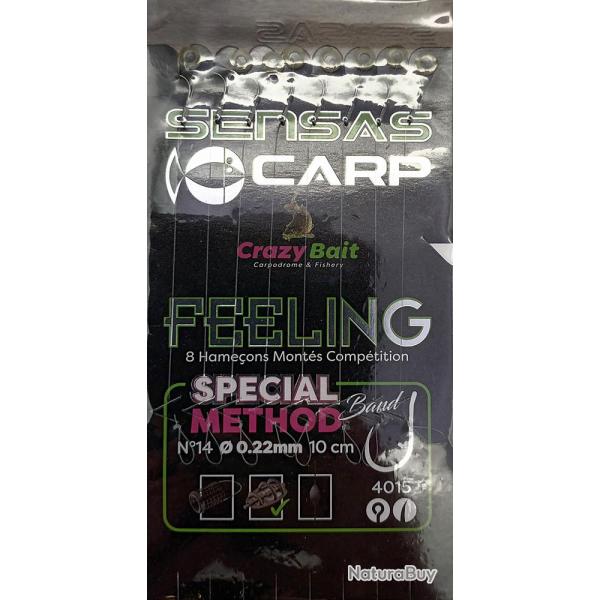 SENSAS
SENSAS
CARP
Crazy Bait
Carpodrome & Fishery
FEELING
8 Hameçons Montés Compétition
SPECIAL
METHOD Band
N°14 Ø 0.22mm 10 cm
4015
NaturaBuy